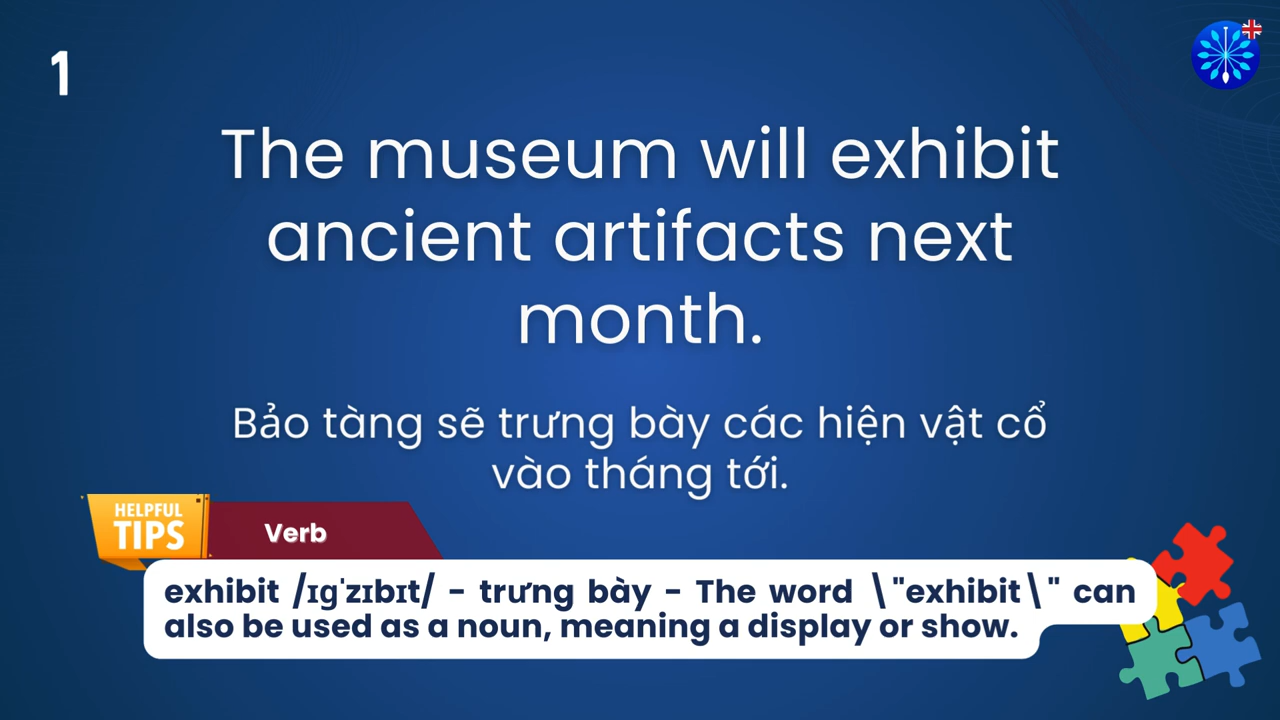 1
The museum will exhibit
ancient artifacts next
month.
Bảo tàng sẽ trưng bày các hiện vật cổ
vào tháng tới.
HELPFUL
TIPS
Verb
exhibit /ɪɡˈzɪbɪt/ - trưng bày - The word \"exhibit\" can
also be used as a noun, meaning a display or show.